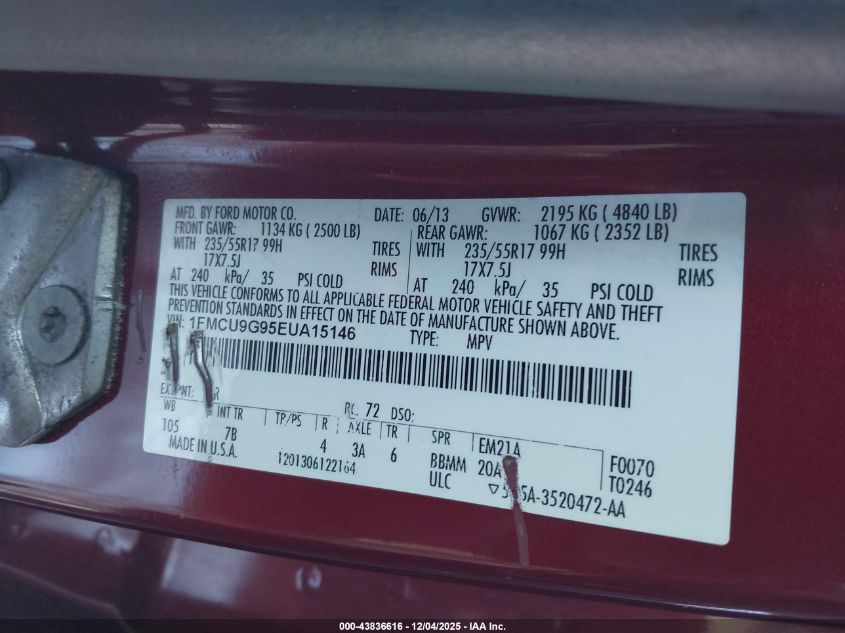 MFD. BY FORD MOTOR CO. DATE: 06/13 GVWR: 2195 KG ( 4840 LB)
FRONT GAWR: 1134 KG ( 2500 LB) REAR GAWR: 1067 KG ( 2352 LB)
WITH 235/55R17 99H TIRES WITH 235/55R17 99H TIRES
17X7.5J RIMS 17X7.5J RIMS
AT 240 kPa/ 35 PSI COLD AT 240 kPa/ 35 PSI COLD
THIS VEHICLE CONFORMS TO ALL APPLICABLE FEDERAL MOTOR VEHICLE SAFETY AND THEFT
PREVENTION STANDARDS IN EFFECT ON THE DATE OF MANUFACTURE SHOWN ABOVE.
VIN: 1FMCU9G95EUA15146 TYPE: MPV
EXT PNT: RC: 72 DSO:
WB INT TR TP/PS R AXLE TR SPR EM21A
105 7B 4 3A 6 BBMM 20A F0070
MADE IN U.S.A. 1201306122164 ULC T0246
-3520472-AA
000-43836616 - 12/04/2025 - IAA Inc.